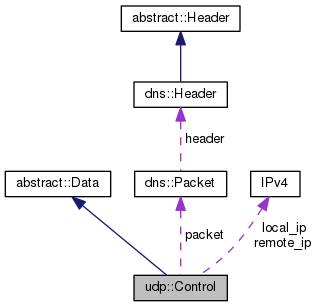 abstract::Header
dns::Header
header
abstract::Data
dns::Packet
IPv4
packet
local_ip
remote_ip
udp::Control